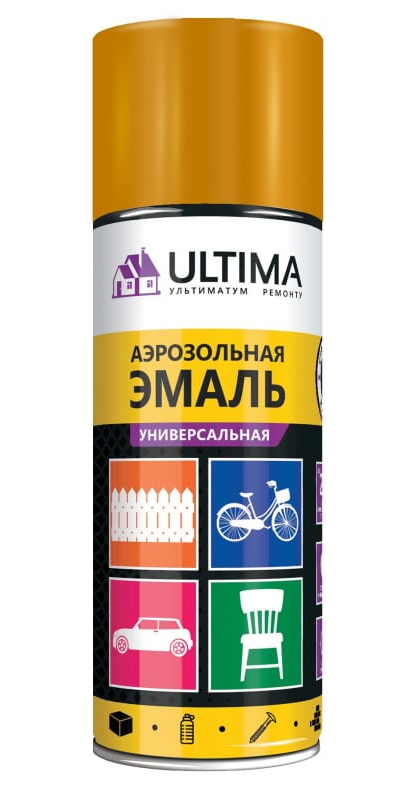 ULTIMA
УЛЬТИМАТУМ РЕМОНТУ
АЭРОЗОЛЬНАЯ
ЭМАЛЬ
УНИВЕРСАЛЬНАЯ